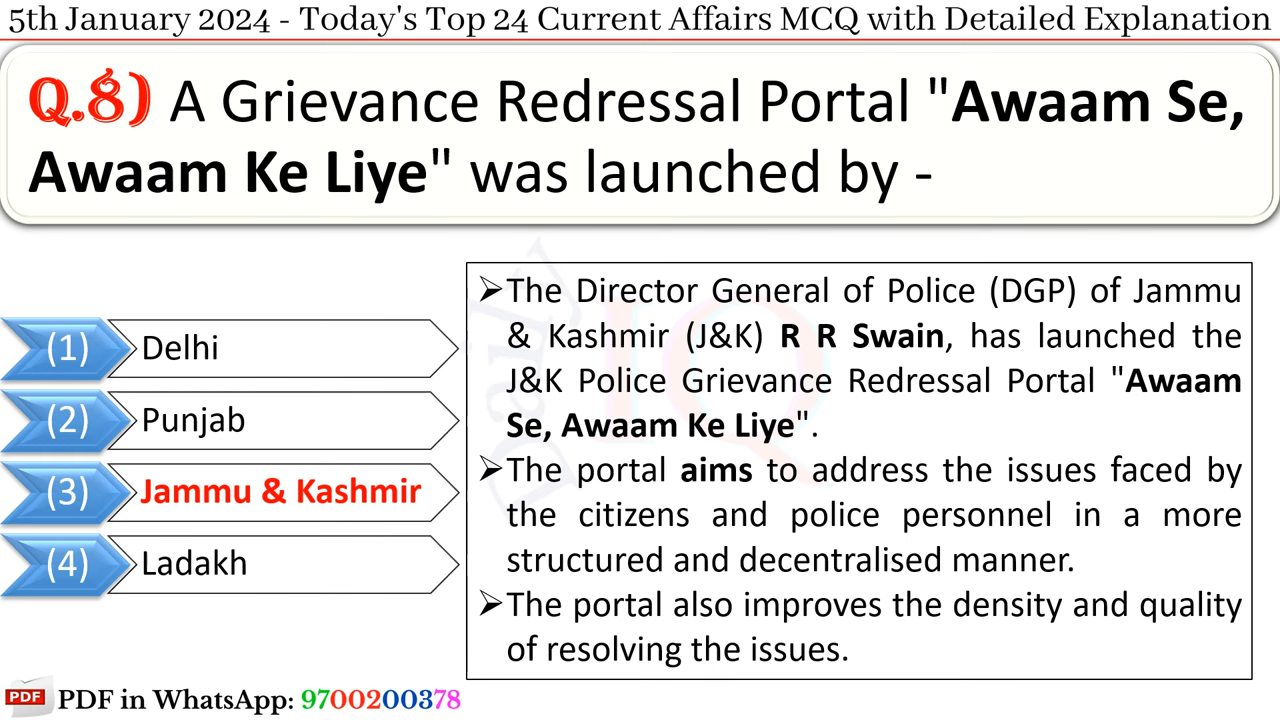 5th January 2024 - Today's Top 24 Current Affairs MCQ with Detailed Explanation
Q.8) A Grievance Redressal Portal "Awaam Se,
Awaam Ke Liye" was launched by -
(1) Delhi
(2) Punjab
(3) Jammu & Kashmir
(4) Ladakh
➢The Director General of Police (DGP) of Jammu
& Kashmir (J&K) R R Swain, has launched the
J&K Police Grievance Redressal Portal "Awaam
Se, Awaam Ke Liye".
➢The portal aims to address the issues faced by
the citizens and police personnel in a more
structured and decentralised manner.
➢The portal also improves the density and quality
of resolving the issues.
Daily
IQ
PDF PDF in WhatsApp: 9700200378